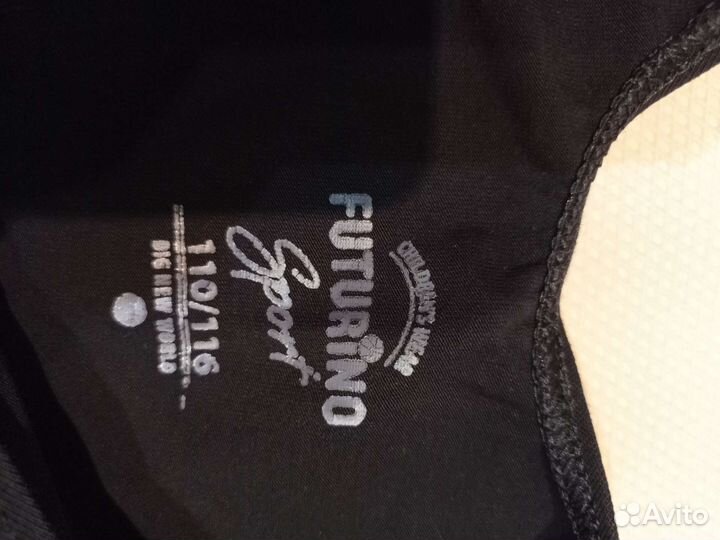 CHILDREN'S WEAR
FUTURINO
Sport
110/116
BIG NEW WORLD
Avito